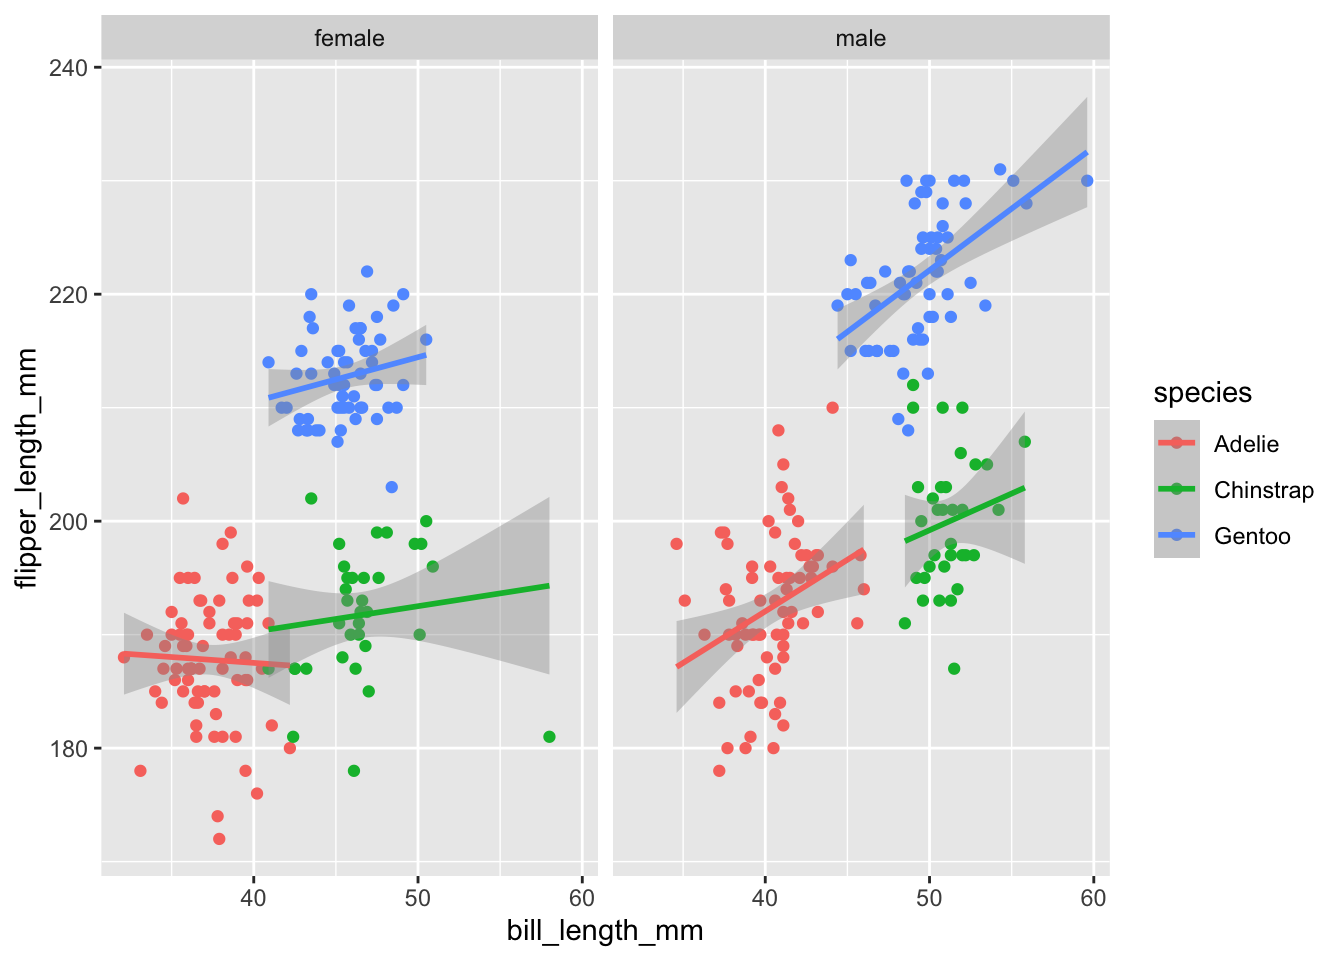 female
male
240
220
200
180
flipper_length_mm
40
50
60
40
50
60
bill_length_mm
species
Adelie
Chinstrap
Gentoo